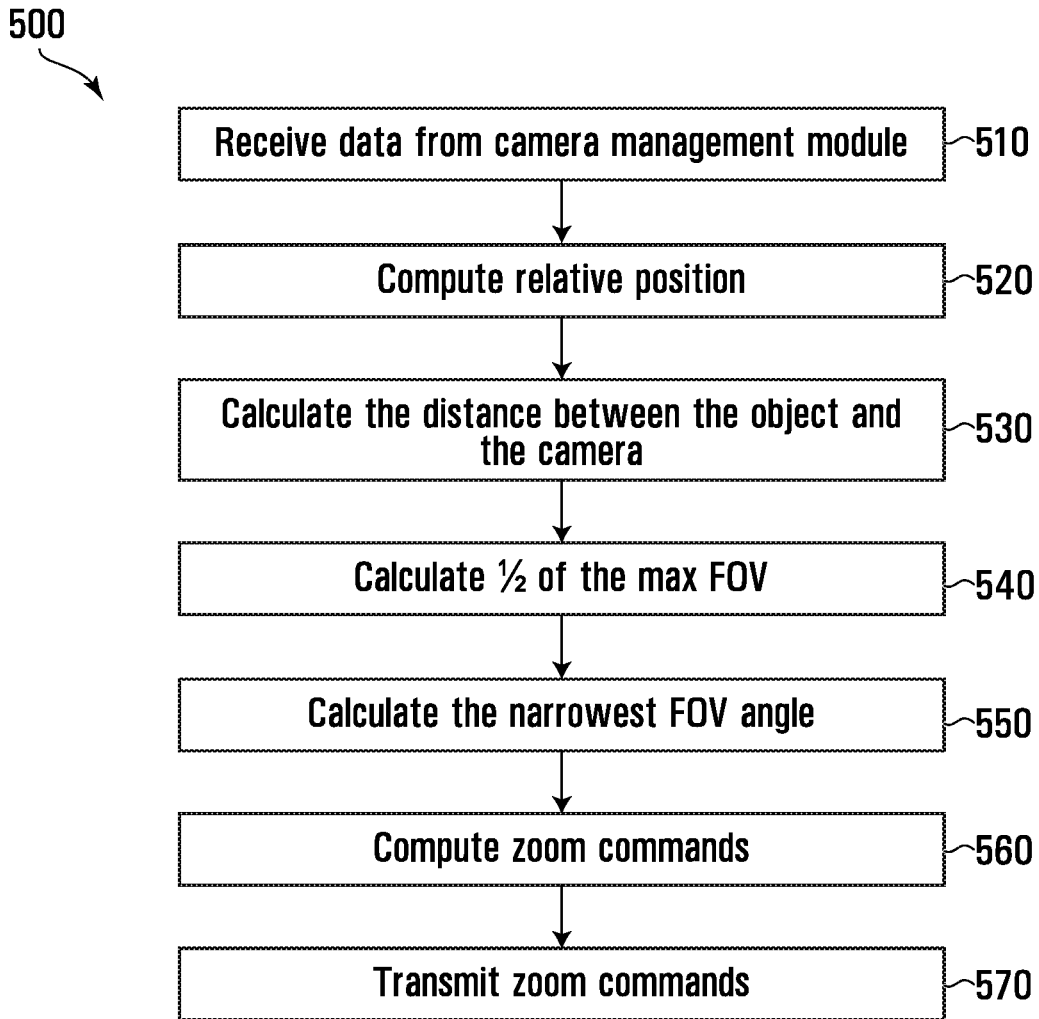 500
Receive data from camera management module
510
Compute relative position
520
Calculate the distance between the object and
the camera
530
Calculate ½ of the max FOV
540
Calculate the narrowest FOV angle
550
Compute zoom commands
560
Transmit zoom commands
570